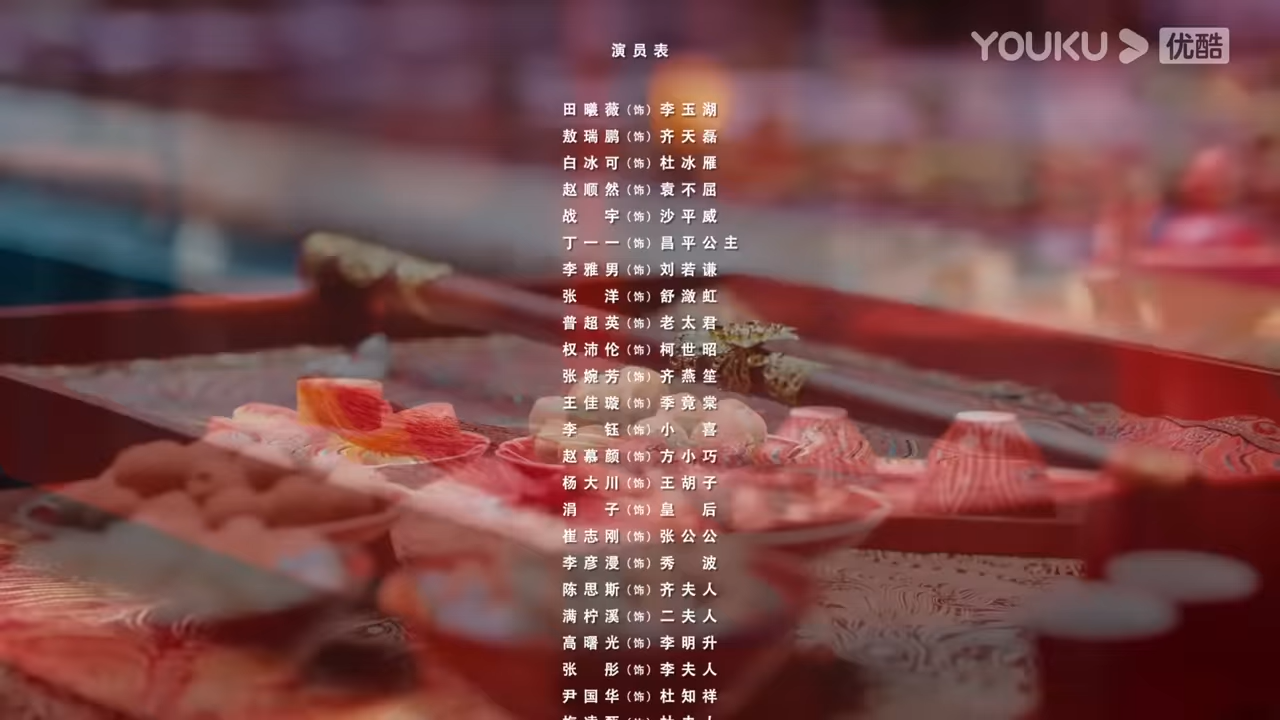 YOUKU 优酷
演员表
田曦薇（饰）李玉湖
敖瑞鹏（饰）齐天磊
白冰可（饰）杜冰雁
赵顺然（饰）袁不屈
战 宇（饰）沙平威
丁一一（饰）昌平公主
李雅男（饰）刘若谦
张 洋（饰）舒潋虹
普超英（饰）老太君
权沛伦（饰）柯世昭
张婉芳（饰）齐燕笙
王佳璇（饰）季竟棠
李 钰（饰）小 喜
赵慕颜（饰）方小巧
杨大川（饰）王胡子
涓 子（饰）皇 后
崔志刚（饰）张公公
李彦漫（饰）秀 波
陈思斯（饰）齐夫人
满柠溪（饰）二夫人
高曙光（饰）李明升
张 彤（饰）李夫人
尹国华（饰）杜知祥